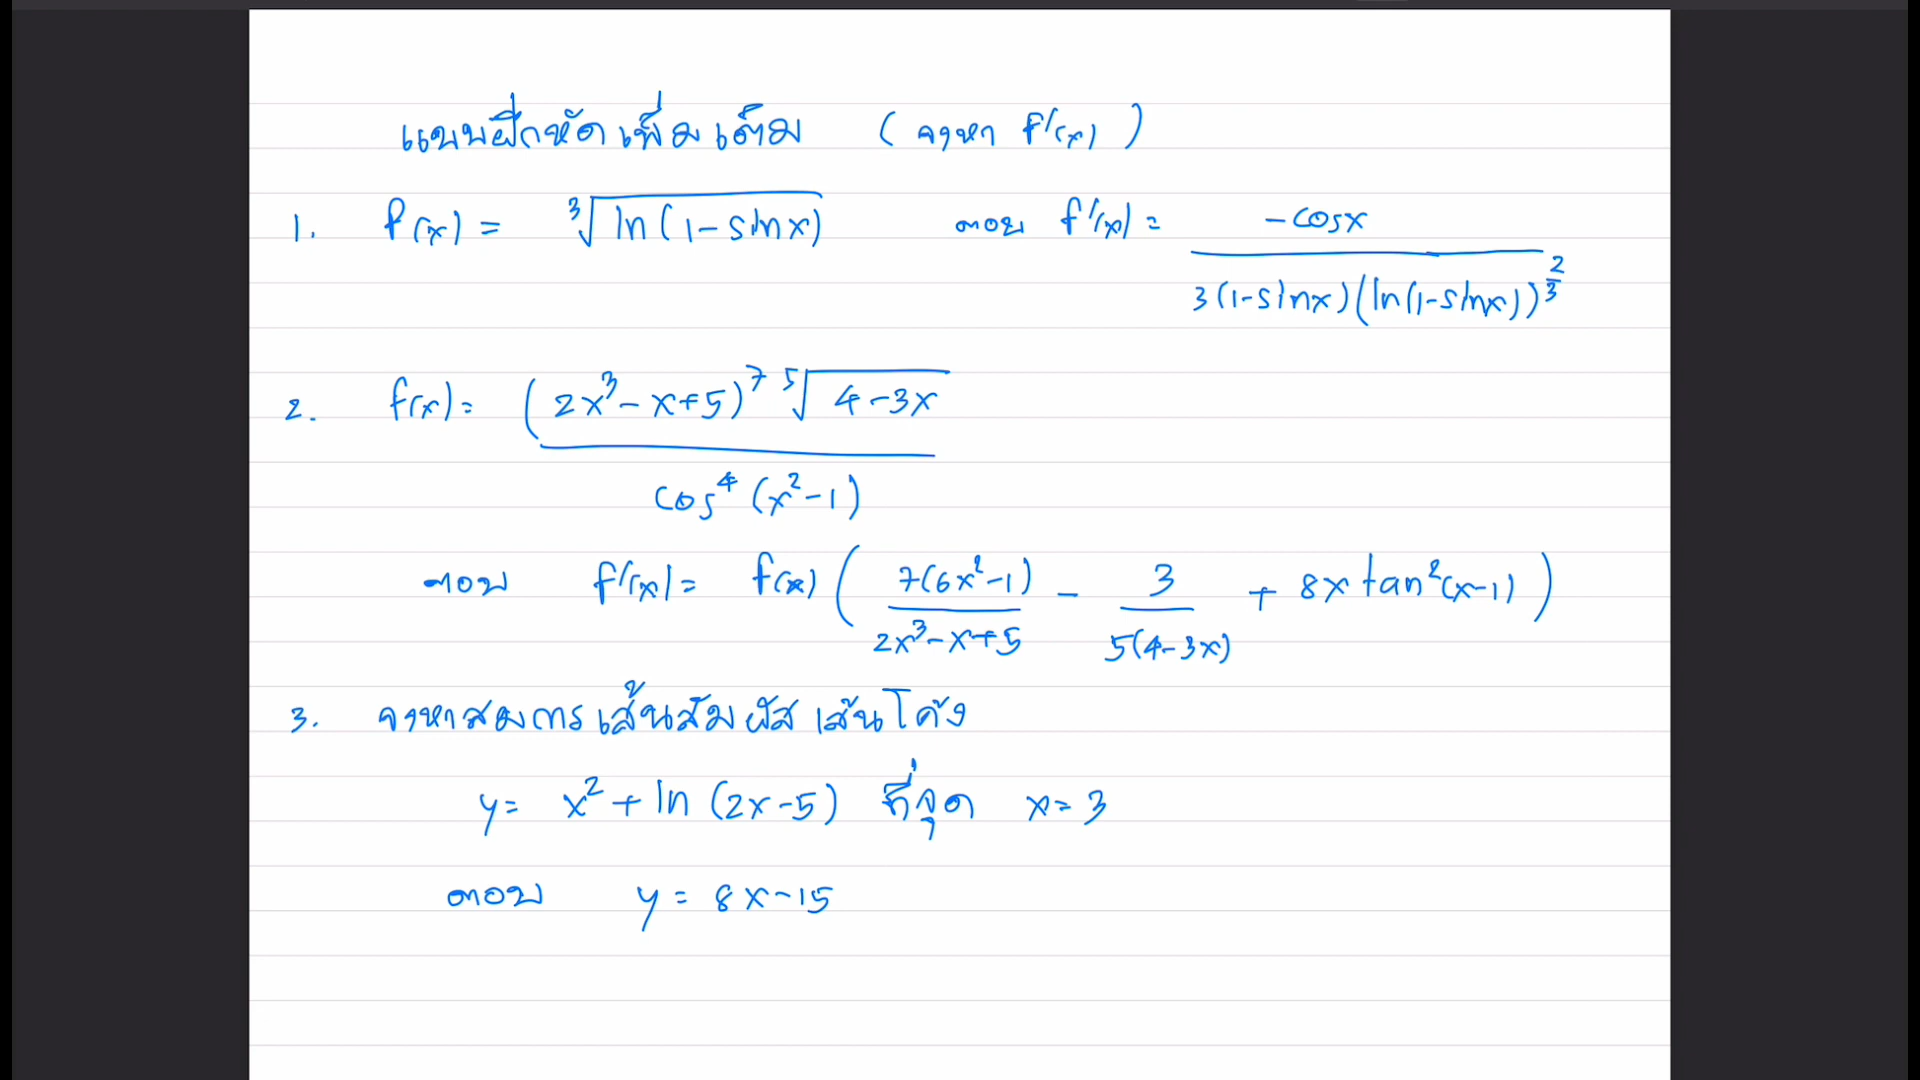 แบบฝึกหัดเพิ่มเติม (จงหา f'(x))
1. f(x) = ∛(ln(1-sinx)) ตอบ f'(x) = -cosx / 3(1-sinx)(ln(1-sinx))^(2/3)
2. f(x) = (2x³-x+5)⁷ ⁵√(4-3x) / cos⁴(x²-1)
ตอบ f'(x) = f(x) ( 7(6x²-1) / 2x³-x+5 - 3 / 5(4-3x) + 8x tan²(x-1) )
3. จงหาสมการเส้นสัมผัสเส้นโค้ง
y = x² + ln (2x-5) ที่จุด x = 3
ตอบ y = 8x-15